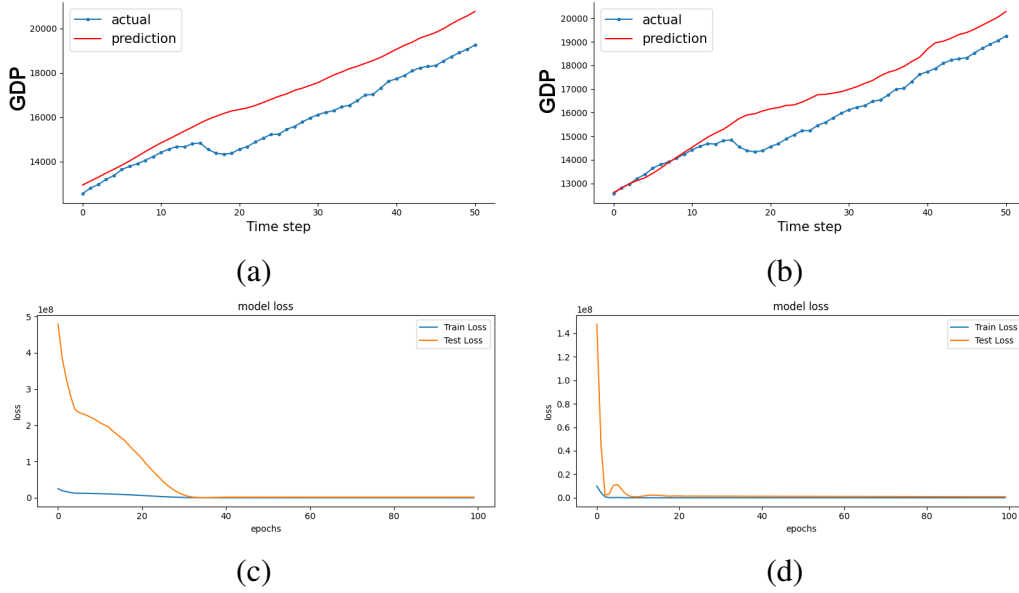 actual
prediction
GDP
20000
18000
16000
14000
0
10
20
30
40
50
Time step
(a)
actual
prediction
GDP
20000
19000
18000
17000
16000
15000
14000
13000
0
10
20
30
40
50
Time step
(b)
model loss
1e8
Train Loss
Test Loss
loss
5
4
3
2
1
0
0
20
40
60
80
100
epochs
(c)
model loss
1e8
Train Loss
Test Loss
loss
1.4
1.2
1.0
0.8
0.6
0.4
0.2
0.0
0
20
40
60
80
100
epochs
(d)